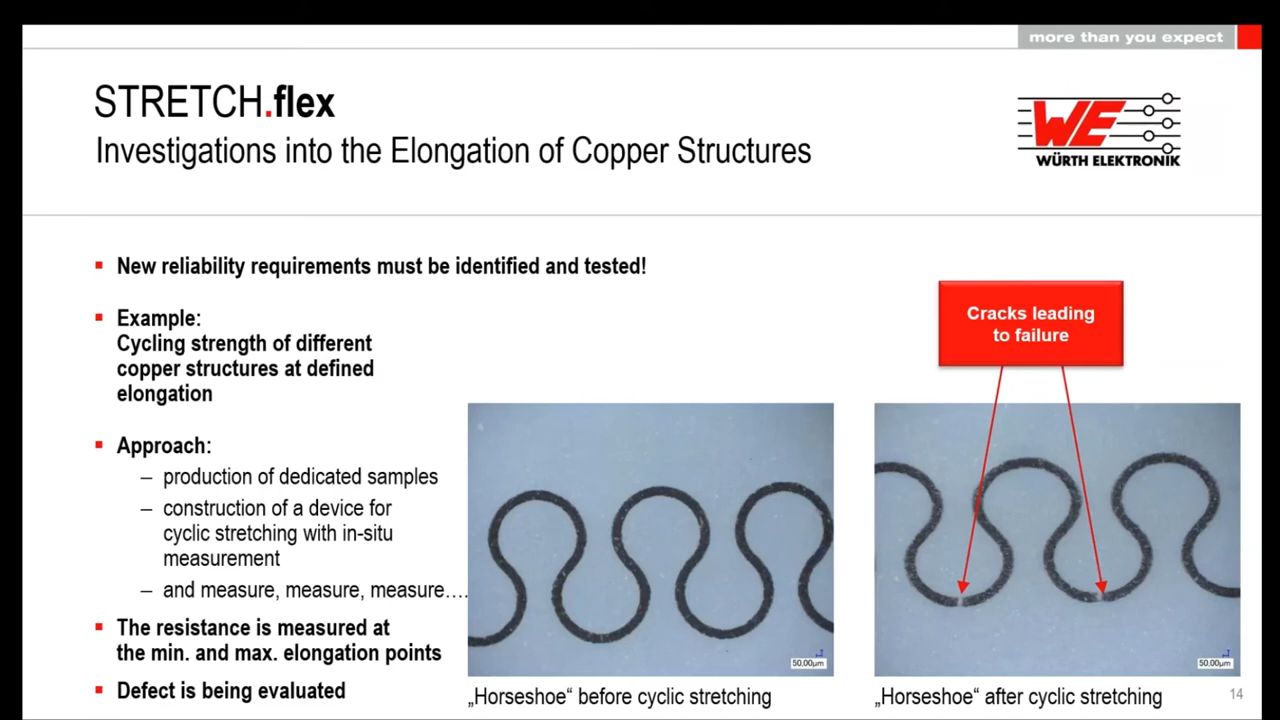 more than you expect
STRETCH.flex
Investigations into the Elongation of Copper Structures
WE
WÜRTH ELEKTRONIK
▪ New reliability requirements must be identified and tested!
▪ Example:
Cycling strength of different
copper structures at defined
elongation
▪ Approach:
– production of dedicated samples
– construction of a device for
cyclic stretching with in-situ
measurement
– and measure, measure, measure….
▪ The resistance is measured at
the min. and max. elongation points
▪ Defect is being evaluated
Cracks leading
to failure
50,00µm
50,00µm
„Horseshoe“ before cyclic stretching
„Horseshoe“ after cyclic stretching
14